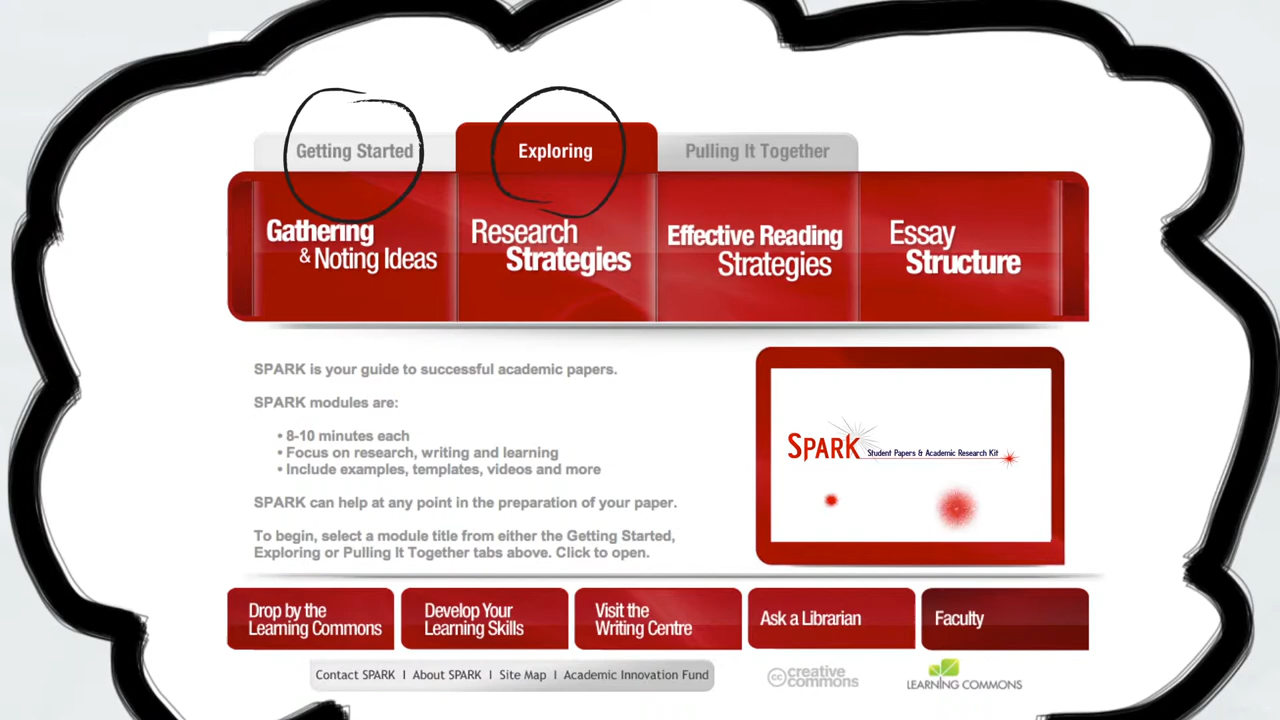 Getting Started
Exploring
Pulling It Together
Gathering
& Noting Ideas
Research
Strategies
Effective Reading
Strategies
Essay
Structure
SPARK is your guide to successful academic papers.
SPARK modules are:
• 8-10 minutes each
• Focus on research, writing and learning
• Include examples, templates, videos and more
SPARK can help at any point in the preparation of your paper.
To begin, select a module title from either the Getting Started,
Exploring or Pulling It Together tabs above. Click to open.
SPARK Student Papers & Academic Research Kit
Drop by the
Learning Commons
Develop Your
Learning Skills
Visit the
Writing Centre
Ask a Librarian
Faculty
Contact SPARK | About SPARK | Site Map | Academic Innovation Fund
cc creative
commons
LEARNING COMMONS